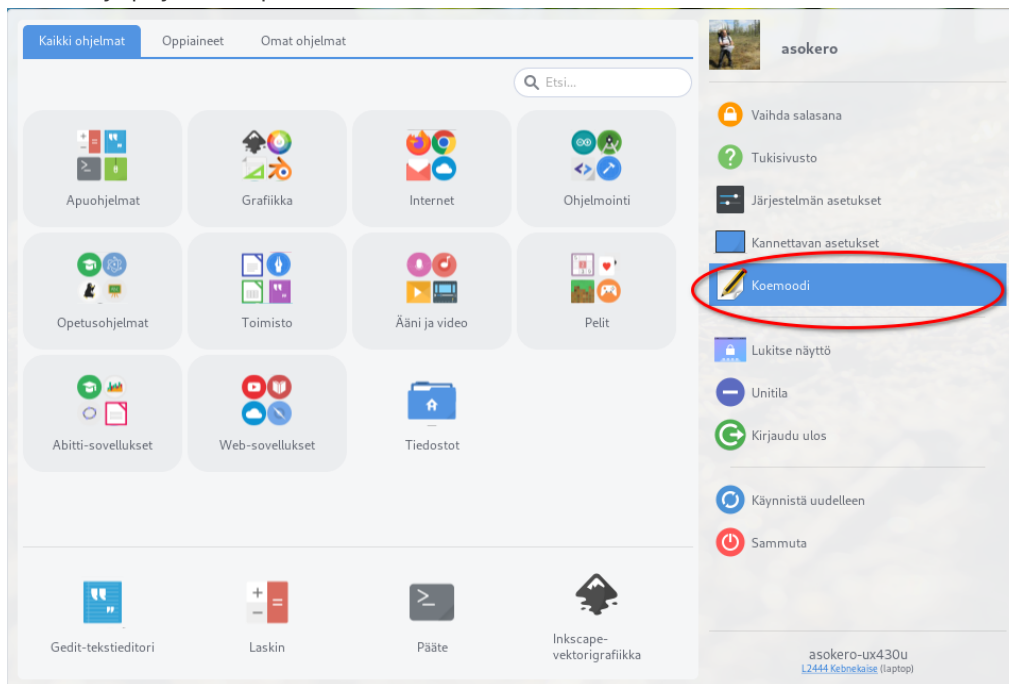 Kaikki ohjelmat
Oppiaineet
Omat ohjelmat
Etsi...
Apuohjelmat
Grafiikka
Internet
Ohjelmointi
Opetusohjelmat
Toimisto
Ääni ja video
Pelit
Abitti-sovellukset
Web-sovellukset
Tiedostot
Gedit-tekstieditori
Laskin
Pääte
Inkscape-
vektorigrafiikka
asokero
Vaihda salasana
Tukisivusto
Järjestelmän asetukset
Kannettavan asetukset
Koemoodi
Lukitse näyttö
Unitila
Kirjaudu ulos
Käynnistä uudelleen
Sammuta
asokero-ux430u
L2444 Kebnekaise (laptop)